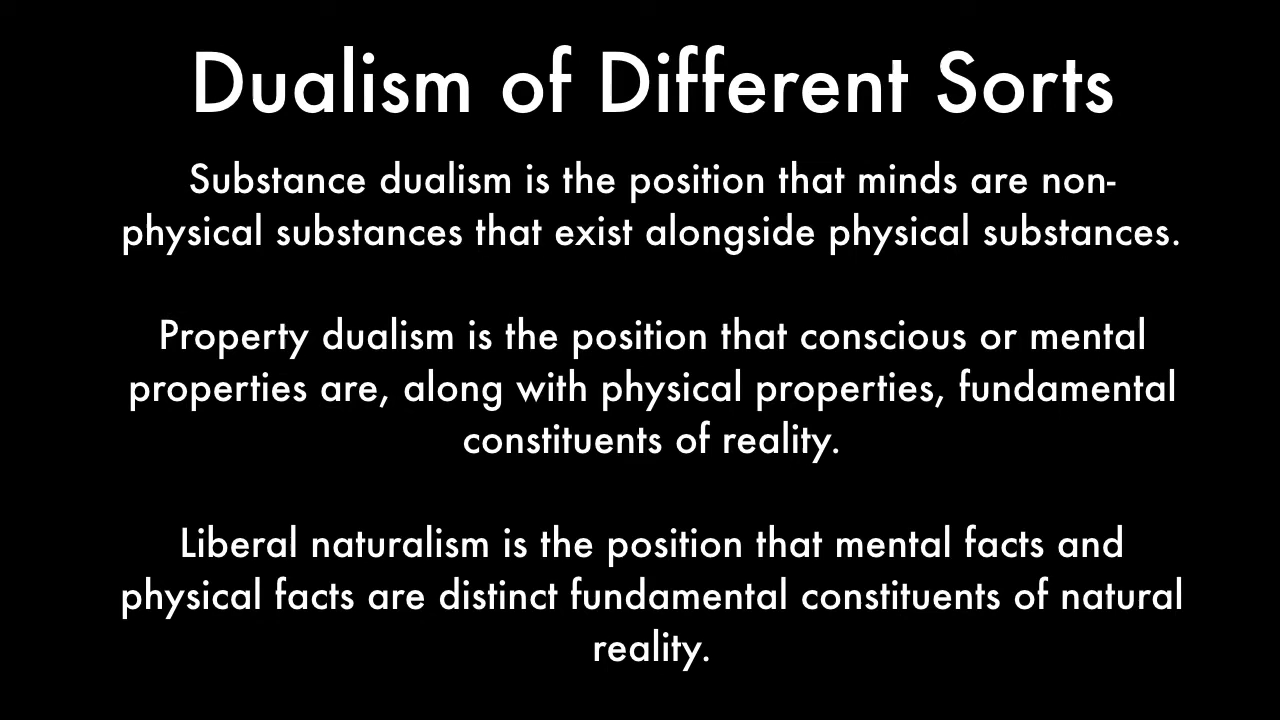 Dualism of Different Sorts
Substance dualism is the position that minds are non-
physical substances that exist alongside physical substances.
Property dualism is the position that conscious or mental
properties are, along with physical properties, fundamental
constituents of reality.
Liberal naturalism is the position that mental facts and
physical facts are distinct fundamental constituents of natural
reality.